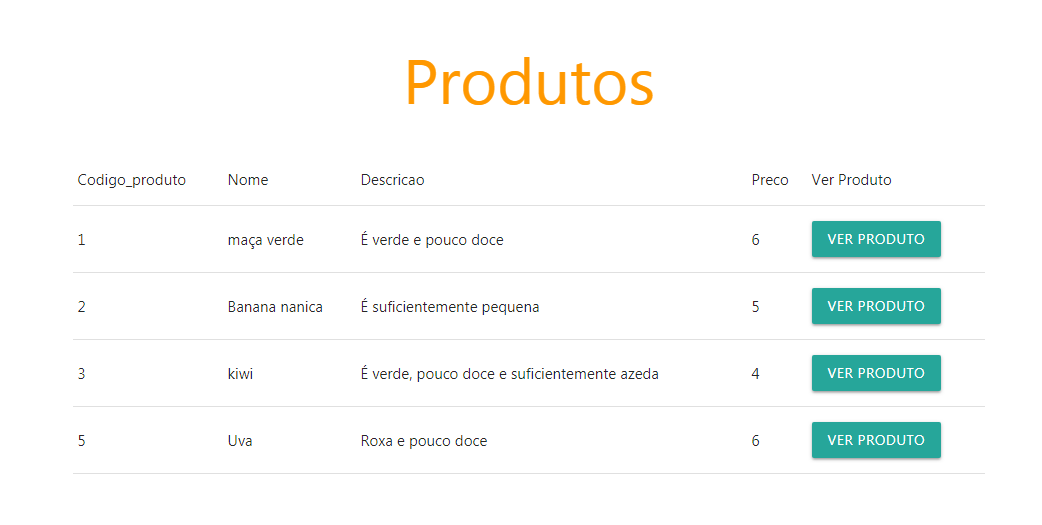 Produtos
Codigo_produto Nome Descricao Preco Ver Produto
1 maça verde É verde e pouco doce 6 VER PRODUTO
2 Banana nanica É suficientemente pequena 5 VER PRODUTO
3 kiwi É verde, pouco doce e suficientemente azeda 4 VER PRODUTO
5 Uva Roxa e pouco doce 6 VER PRODUTO